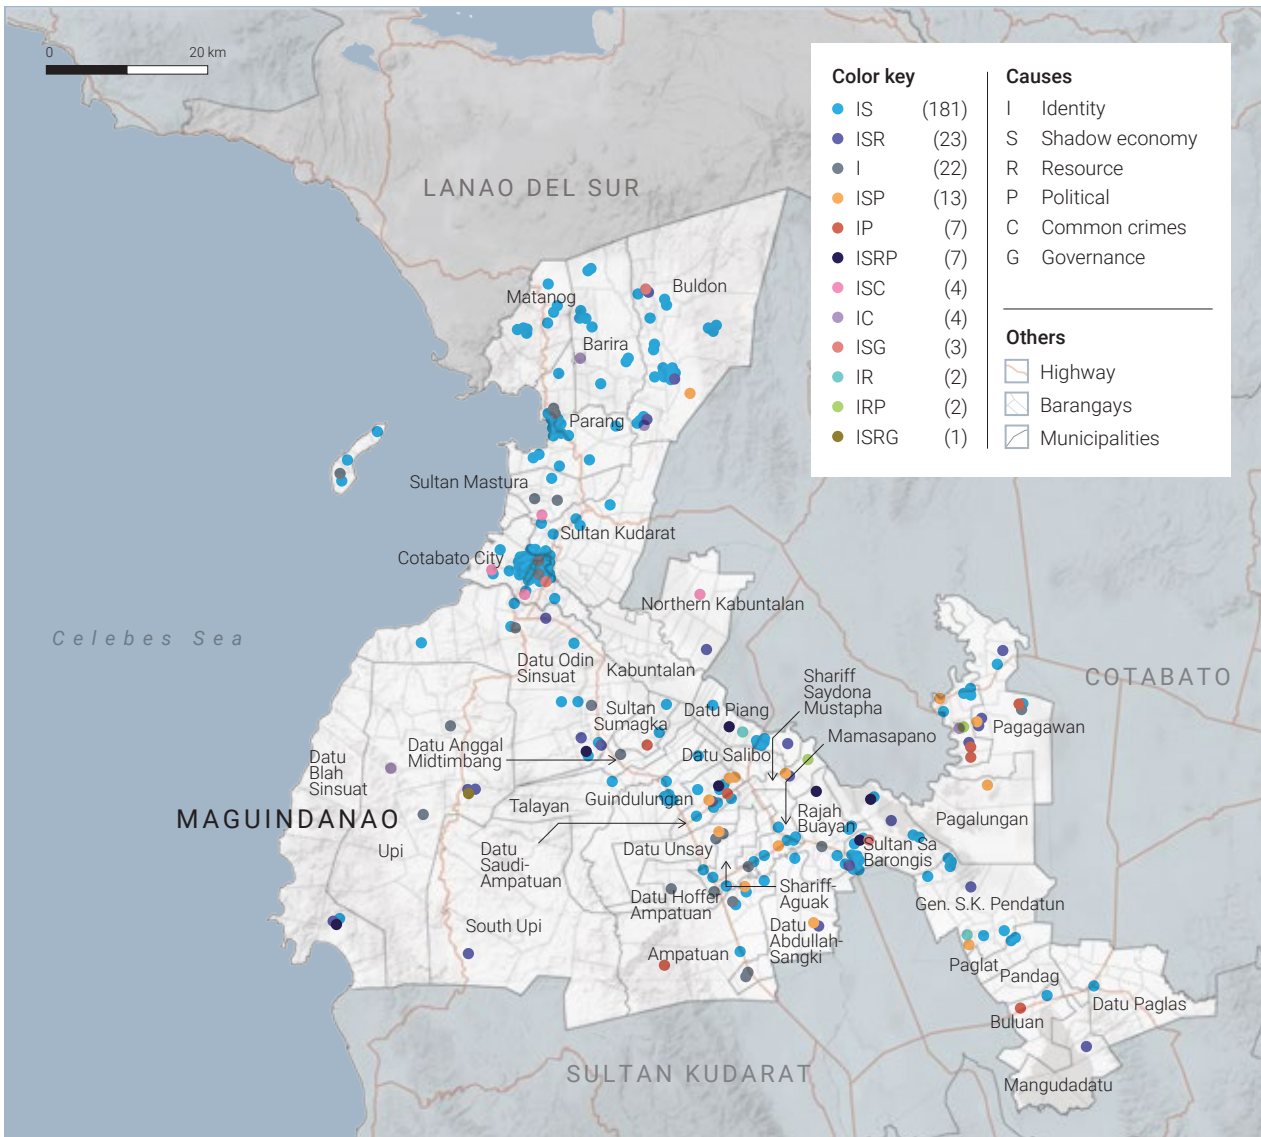 0 20 km
Color key
IS (181)
ISR (23)
I (22)
ISP (13)
IP (7)
ISRP (7)
ISC (4)
IC (4)
ISG (3)
IR (2)
IRP (2)
ISRG (1)
Causes
I Identity
S Shadow economy
R Resource
P Political
C Common crimes
G Governance
Others
Highway
Barangays
Municipalities
LANAO DEL SUR
Matanog
Buldon
Barira
Parang
Sultan Mastura
Sultan Kudarat
Cotabato City
Northern Kabuntalan
Celebes Sea
Datu Odin
Sinsuat
Kabuntalan
Shariff
Saydona
Mustapha
COTABATO
Sultan
Sumagka
Datu Piang
Mamasapano
Pagagawan
Datu Anggal
Midtimbang
Datu
Blah
Sinsuat
Datu Salibo
Talayan
Guindulungan
MAGUINDANAO
Rajah
Buayan
Pagalungan
Upi
Datu
Saudi-
Ampatuan
Datu Unsay
Sultan Sa
Barongis
Datu Hoffer
Ampatuan
Shariff-
Aguak
Gen. S.K. Pendatun
South Upi
Datu
Abdullah-
Sangki
Ampatuan
Paglat
Pandag
Datu Paglas
Buluan
SULTAN KUDARAT
Mangudadatu